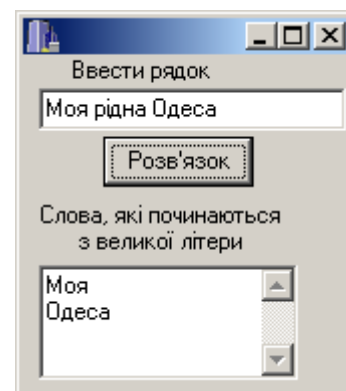 Ввести рядок
Моя рідна Одеса
Розв'язок
Слова, які починаються
з великої літери
Моя
Одеса